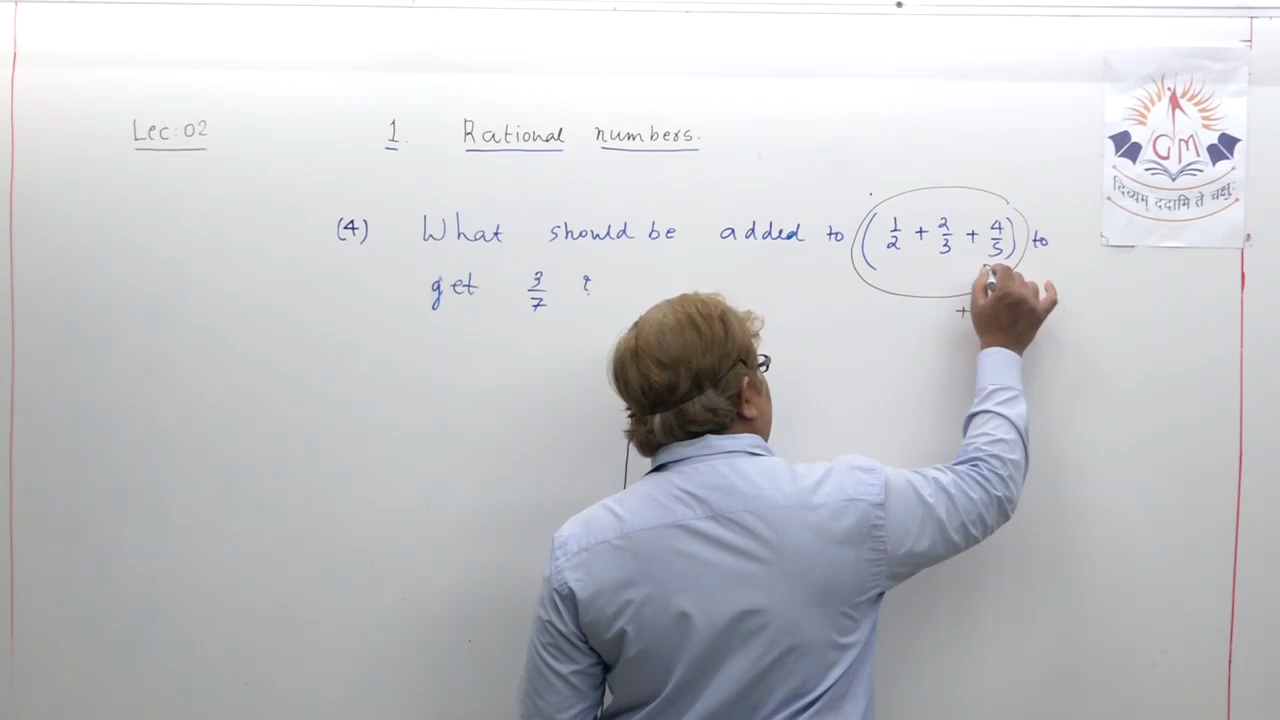 Lec: 02
1. Rational numbers.
(4) What should be added to (1/2 + 2/3 + 4/5) to
get 3/7 ?
+
GM
दिव्यम् ददामि ते चक्षुः